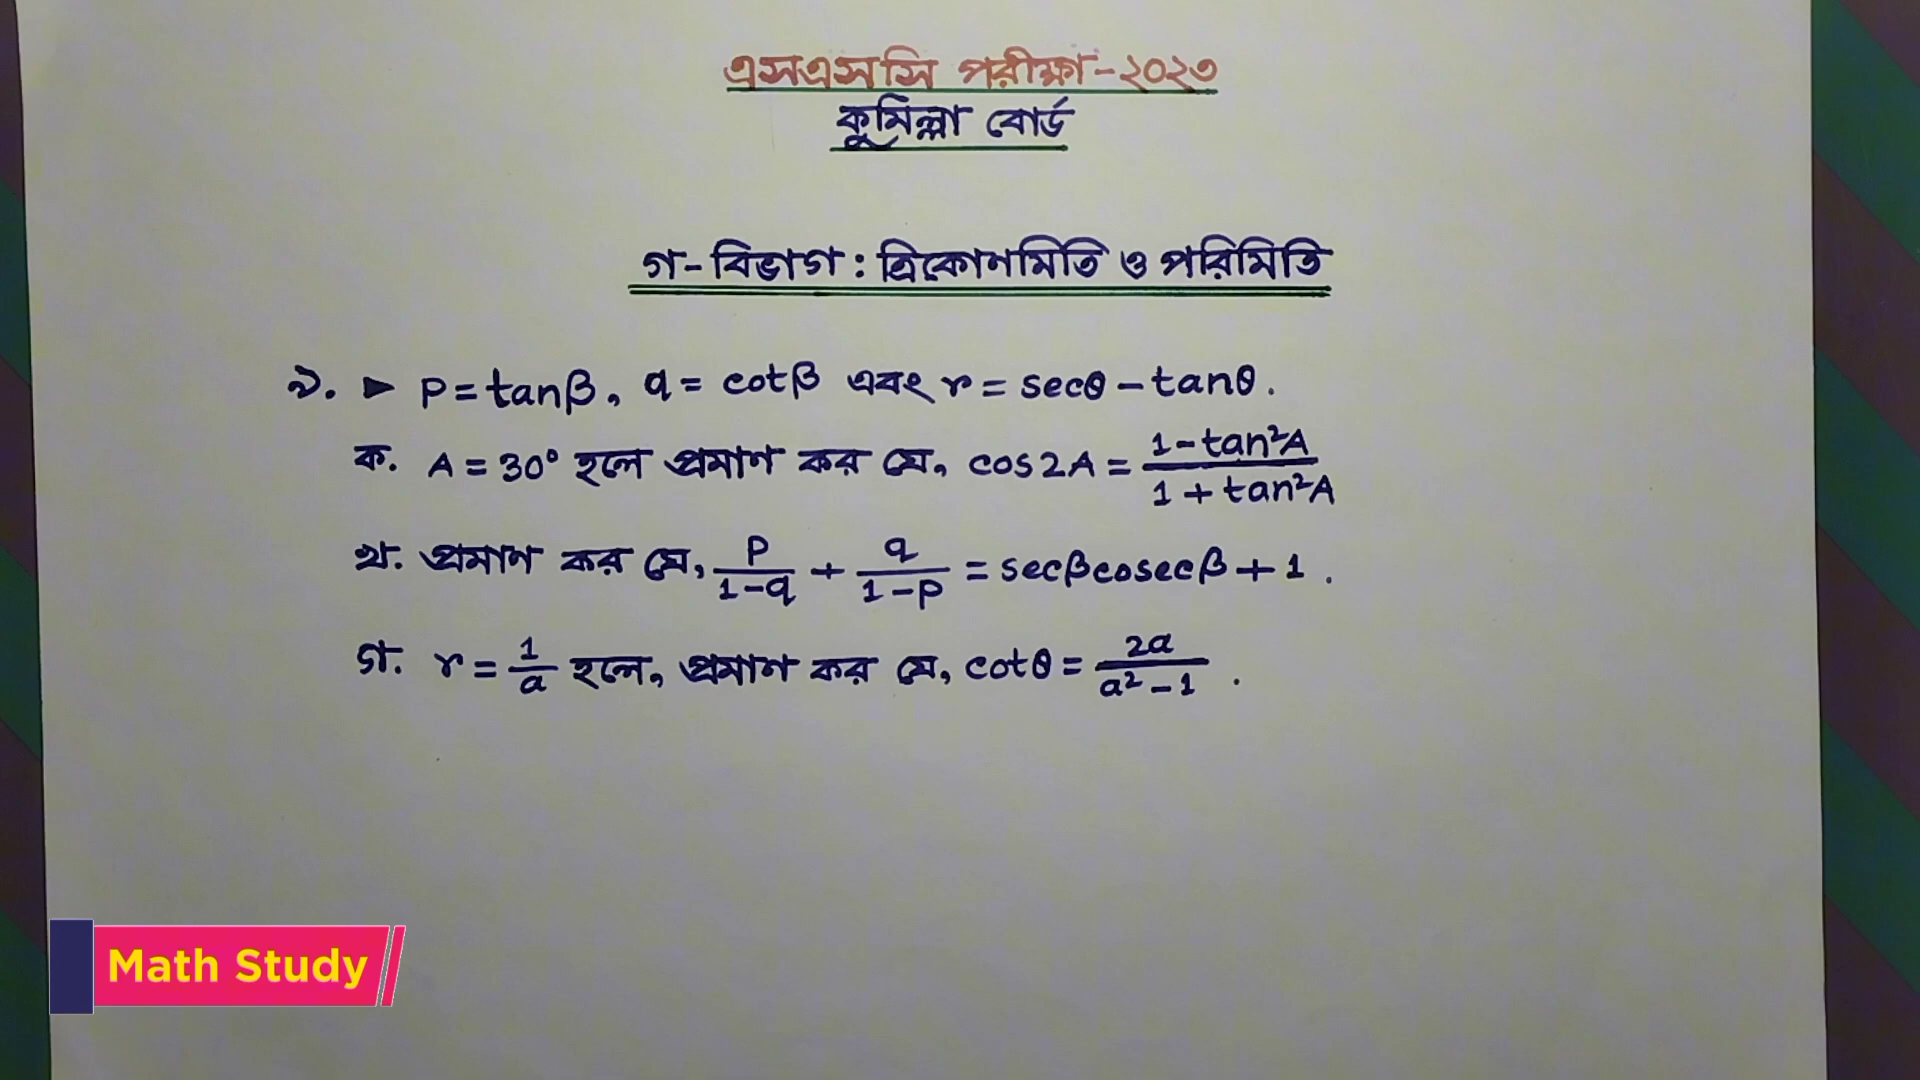 এসএসসি পরীক্ষা-২০২৩
কুমিল্লা বোর্ড
গ-বিভাগ : ত্রিকোণমিতি ও পরিমিতি
৯. ► P = tanβ, q = cotβ এবং r = secθ - tanθ.
ক. A = 30° হলে প্রমাণ কর যে, cos2A = (1 - tan²A)/(1 + tan²A)
খ. প্রমাণ কর যে, P/(1-q) + q/(1-P) = secβcosecβ + 1 .
গ. r = 1/a হলে, প্রমাণ কর যে, cotθ = 2a/(a² - 1) .
Math Study